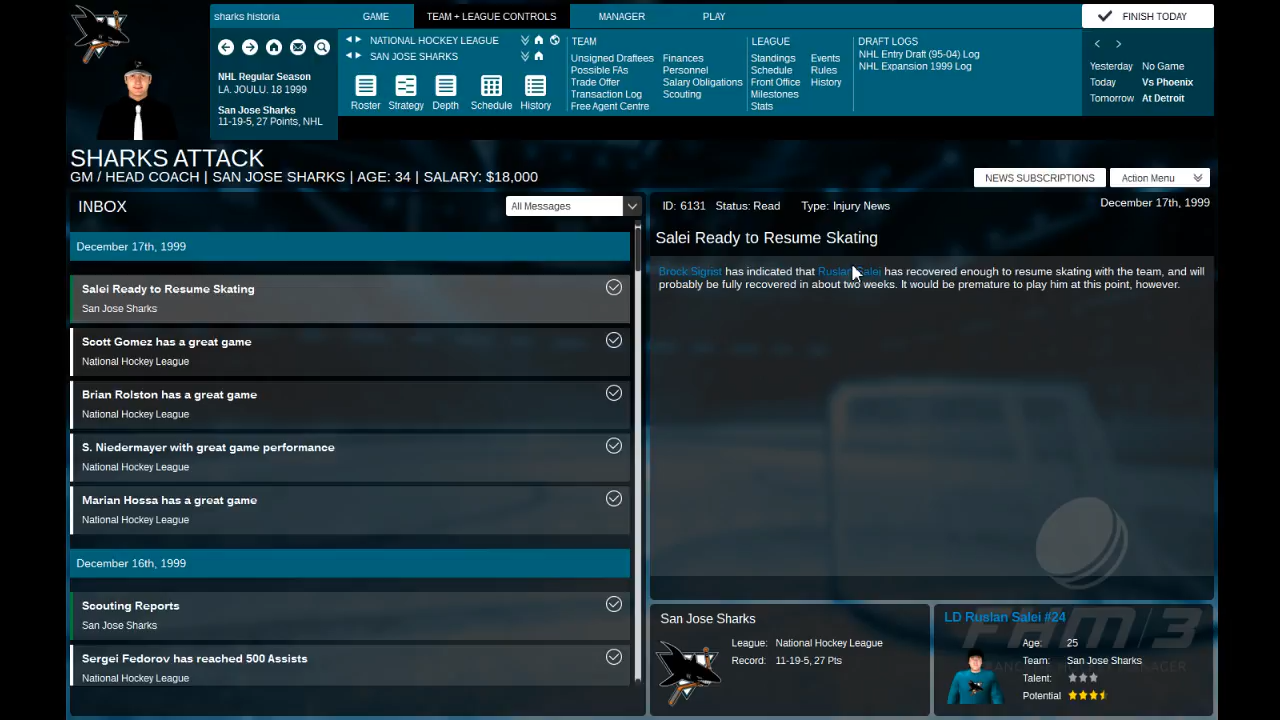 sharks historia
GAME
TEAM + LEAGUE CONTROLS
MANAGER
PLAY
FINISH TODAY
NATIONAL HOCKEY LEAGUE
SAN JOSE SHARKS
Roster
Strategy
Depth
Schedule
History
TEAM
Unsigned Draftees
Finances
Possible FAs
Personnel
Trade Offer
Salary Obligations
Transaction Log
Scouting
Free Agent Centre
LEAGUE
Standings
Events
Schedule
Rules
Front Office
History
Milestones
Stats
DRAFT LOGS
NHL Entry Draft (95-04) Log
NHL Expansion 1999 Log
Yesterday No Game
Today Vs Phoenix
Tomorrow At Detroit
NHL Regular Season
LA. JOULU. 18 1999
San Jose Sharks
11-19-5, 27 Points, NHL
SHARKS ATTACK
GM / HEAD COACH | SAN JOSE SHARKS | AGE: 34 | SALARY: $18,000
NEWS SUBSCRIPTIONS
Action Menu
INBOX
All Messages
December 17th, 1999
Salei Ready to Resume Skating
San Jose Sharks
Scott Gomez has a great game
National Hockey League
Brian Rolston has a great game
National Hockey League
S. Niedermayer with great game performance
National Hockey League
Marian Hossa has a great game
National Hockey League
December 16th, 1999
Scouting Reports
San Jose Sharks
Sergei Fedorov has reached 500 Assists
National Hockey League
ID: 6131 Status: Read Type: Injury News
December 17th, 1999
Salei Ready to Resume Skating
Brock Sigrist has indicated that Ruslan Salei has recovered enough to resume skating with the team, and will
probably be fully recovered in about two weeks. It would be premature to play him at this point, however.
San Jose Sharks
League: National Hockey League
Record: 11-19-5, 27 Pts
LD Ruslan Salei #24
Age: 25
Team: San Jose Sharks
Talent:
Potential
FHM 3